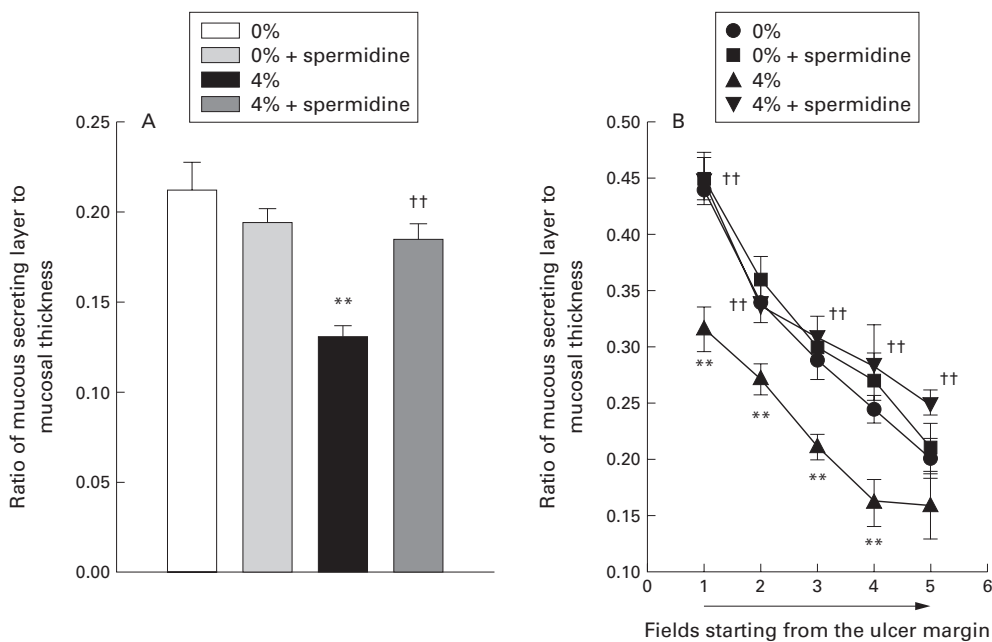 0%
0% + spermidine
4%
4% + spermidine
A
0.25
0.20
0.15
0.10
0.05
0.00
Ratio of mucous secreting layer to
mucosal thickness
**
††
0%
0% + spermidine
4%
4% + spermidine
B
0.50
0.45
0.40
0.35
0.30
0.25
0.20
0.15
0.10
Ratio of mucous secreting layer to
mucosal thickness
††
††
††
††
††
**
**
**
**
0 1 2 3 4 5 6
Fields starting from the ulcer margin